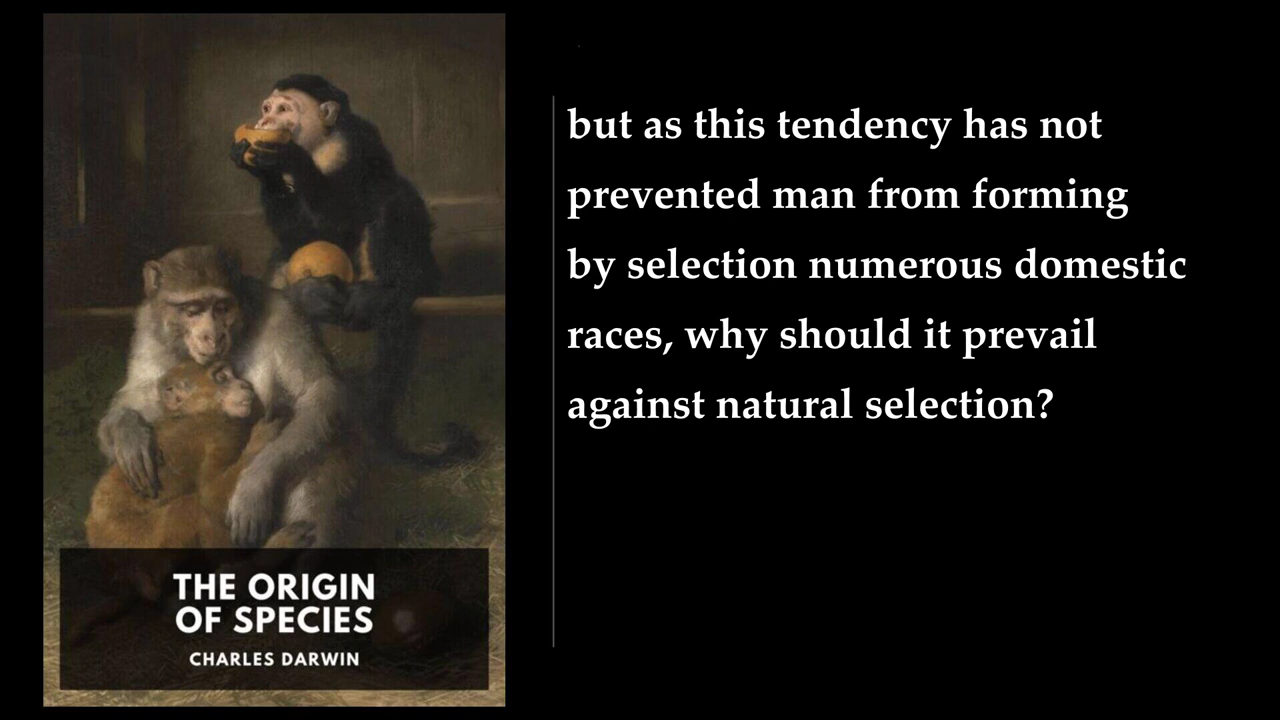 THE ORIGIN
OF SPECIES
CHARLES DARWIN
but as this tendency has not
prevented man from forming
by selection numerous domestic
races, why should it prevail
against natural selection?